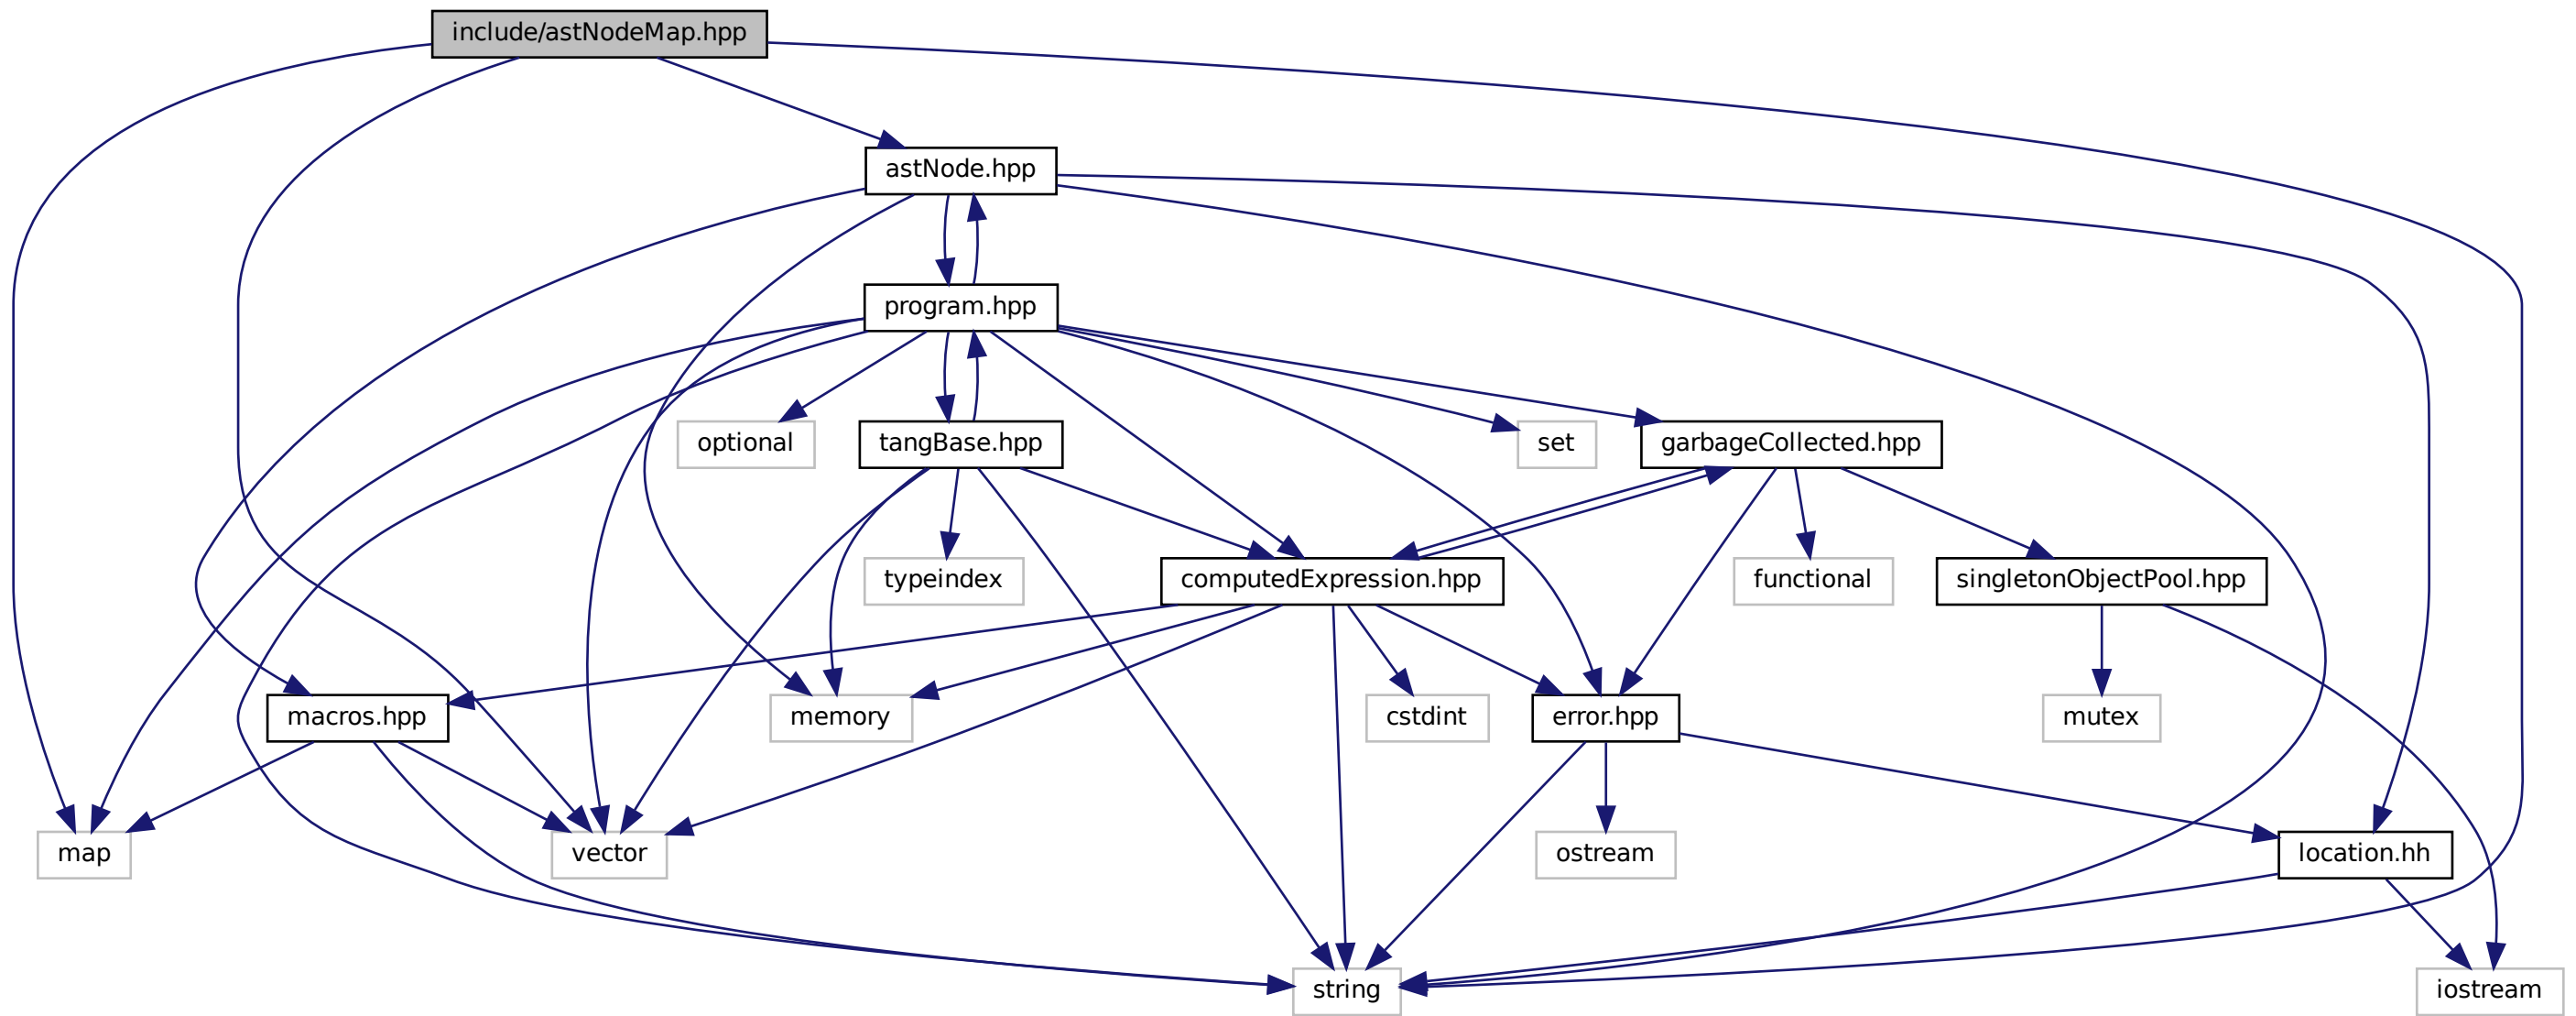 include/astNodeMap.hpp
astNode.hpp
program.hpp
optional
tangBase.hpp
set
garbageCollected.hpp
typeindex
computedExpression.hpp
functional
singletonObjectPool.hpp
macros.hpp
memory
cstdint
error.hpp
mutex
map
vector
ostream
location.hh
string
iostream